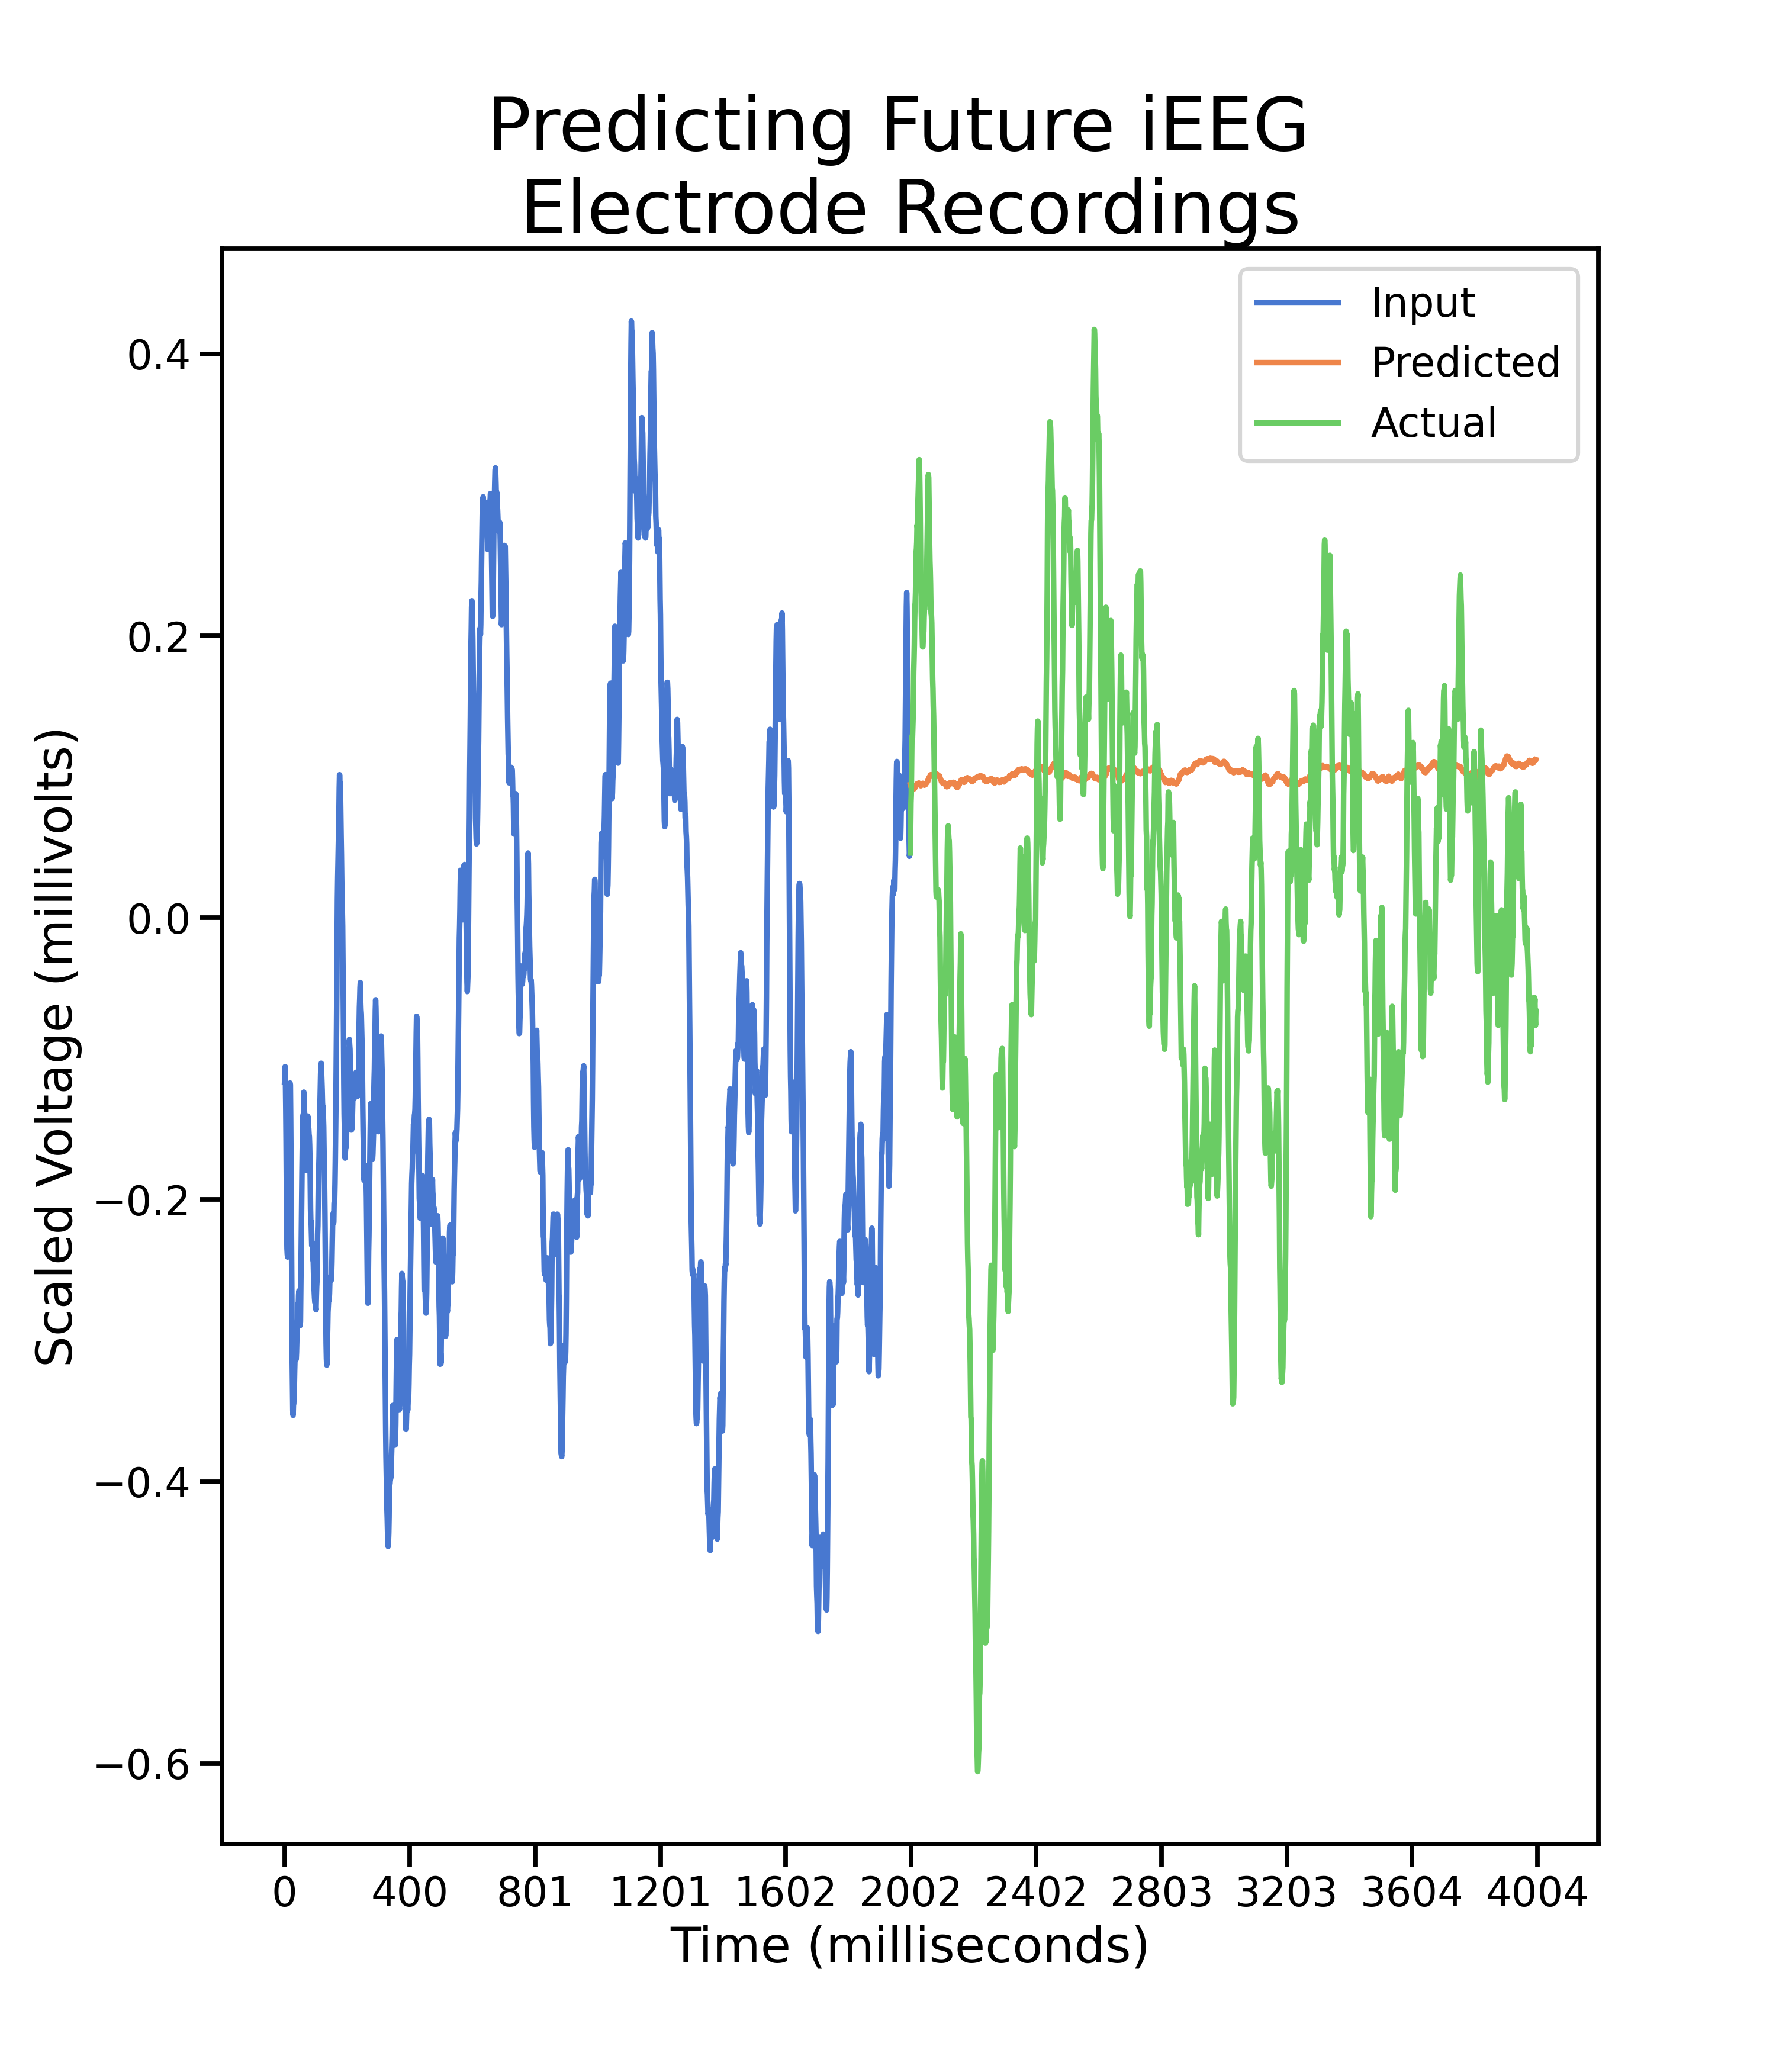 Predicting Future iEEG
Electrode Recordings
Input
Predicted
Actual
Scaled Voltage (millivolts)
0.4
0.2
0.0
−0.2
−0.4
−0.6
0 400 801 1201 1602 2002 2402 2803 3203 3604 4004
Time (milliseconds)